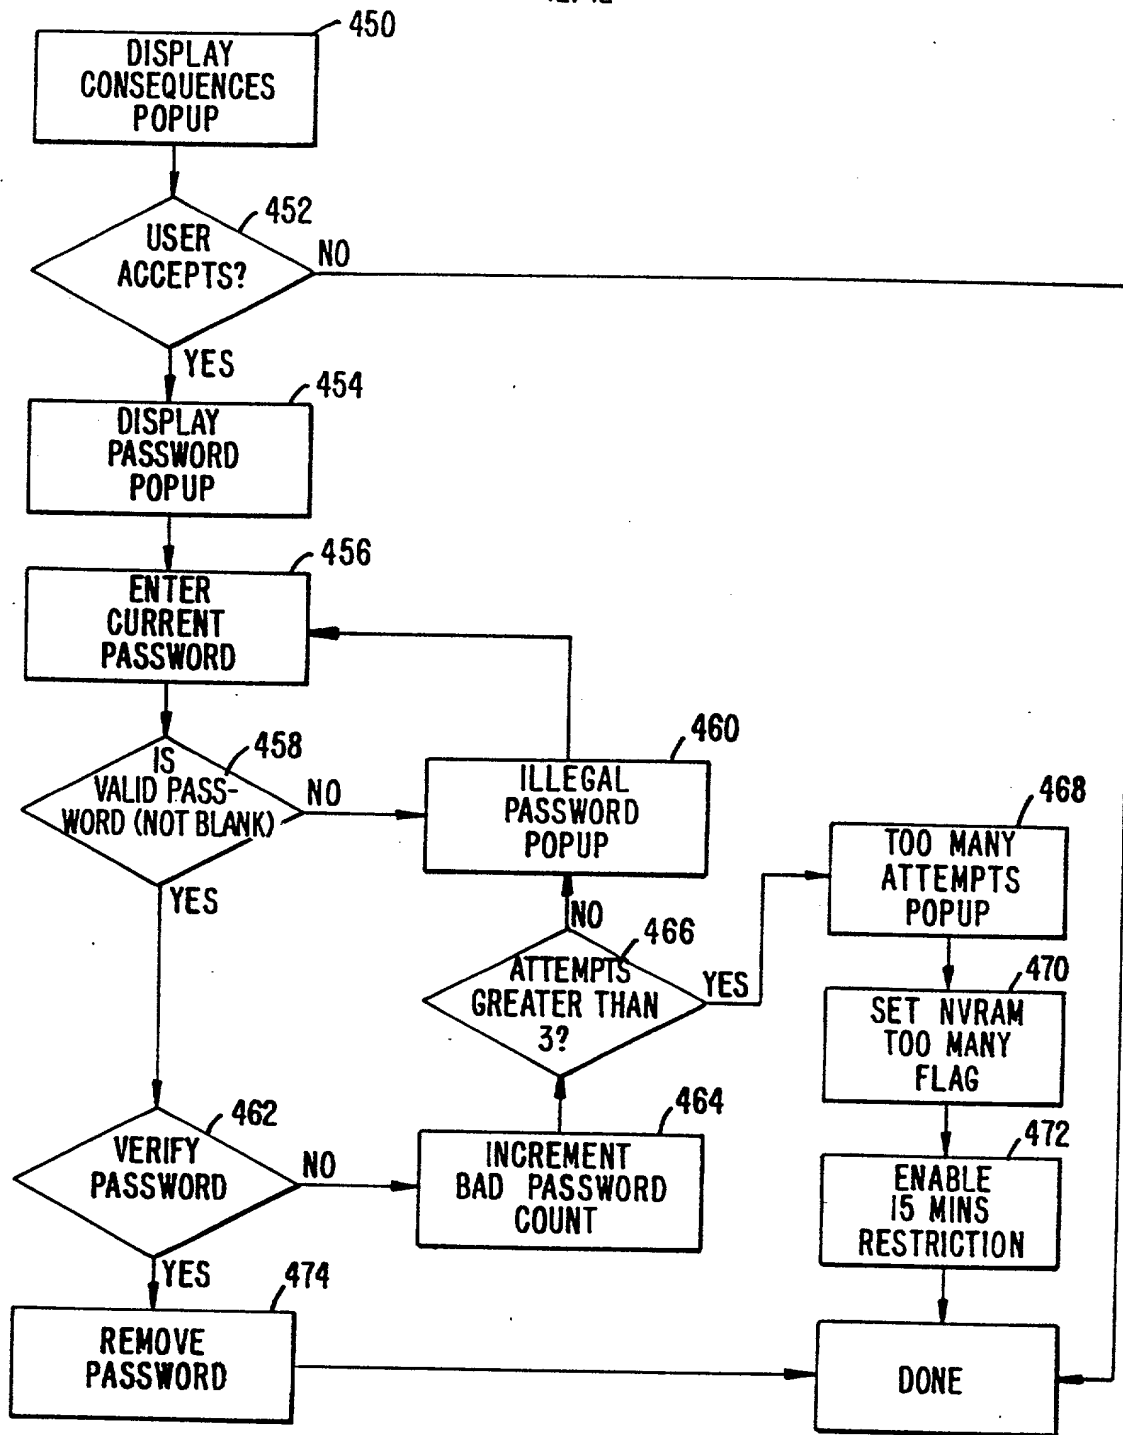 450
DISPLAY
CONSEQUENCES
POPUP
452
USER
ACCEPTS?
NO
YES
454
DISPLAY
PASSWORD
POPUP
456
ENTER
CURRENT
PASSWORD
458
IS
VALID PASS-
WORD (NOT BLANK)
NO
YES
460
ILLEGAL
PASSWORD
POPUP
468
TOO MANY
ATTEMPTS
POPUP
NO
466
ATTEMPTS
GREATER THAN
3?
YES
470
SET NVRAM
TOO MANY
FLAG
462
VERIFY
PASSWORD
NO
YES
464
INCREMENT
BAD PASSWORD
COUNT
472
ENABLE
15 MINS
RESTRICTION
474
REMOVE
PASSWORD
DONE